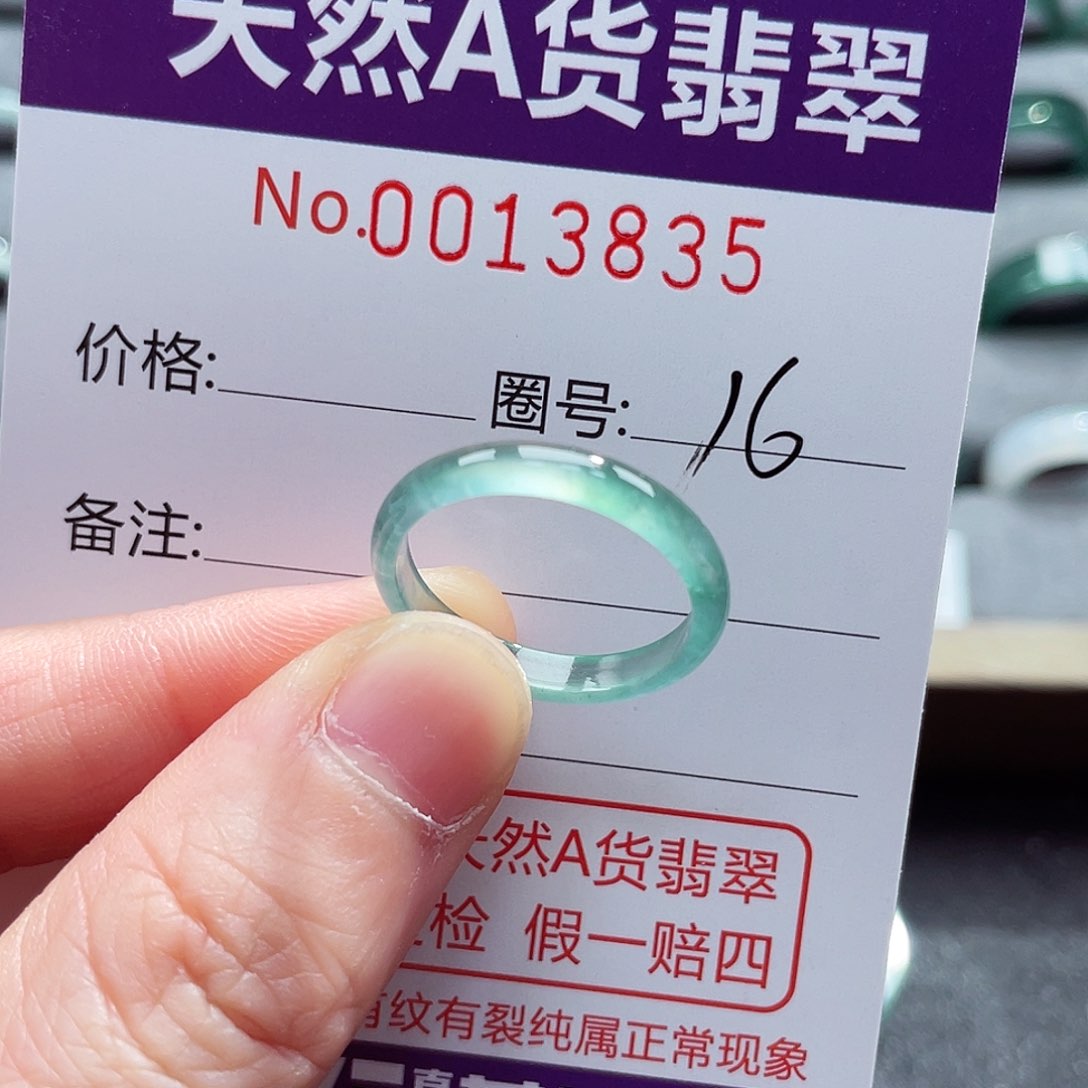 天然A货翡翠
No.0013835
价格: 圈号: 16
备注:
然A货翡翠
检 假一赔四
有纹有裂纯属正常现象